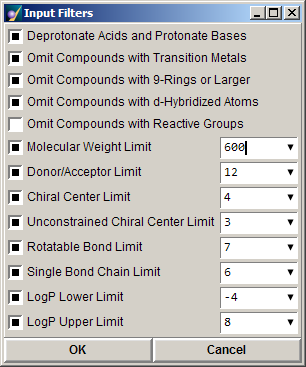 Input Filters
Deprotonate Acids and Protonate Bases
Omit Compounds with Transition Metals
Omit Compounds with 9-Rings or Larger
Omit Compounds with d-Hybridized Atoms
Omit Compounds with Reactive Groups
Molecular Weight Limit 600
Donor/Acceptor Limit 12
Chiral Center Limit 4
Unconstrained Chiral Center Limit 3
Rotatable Bond Limit 7
Single Bond Chain Limit 6
LogP Lower Limit -4
LogP Upper Limit 8
OK Cancel